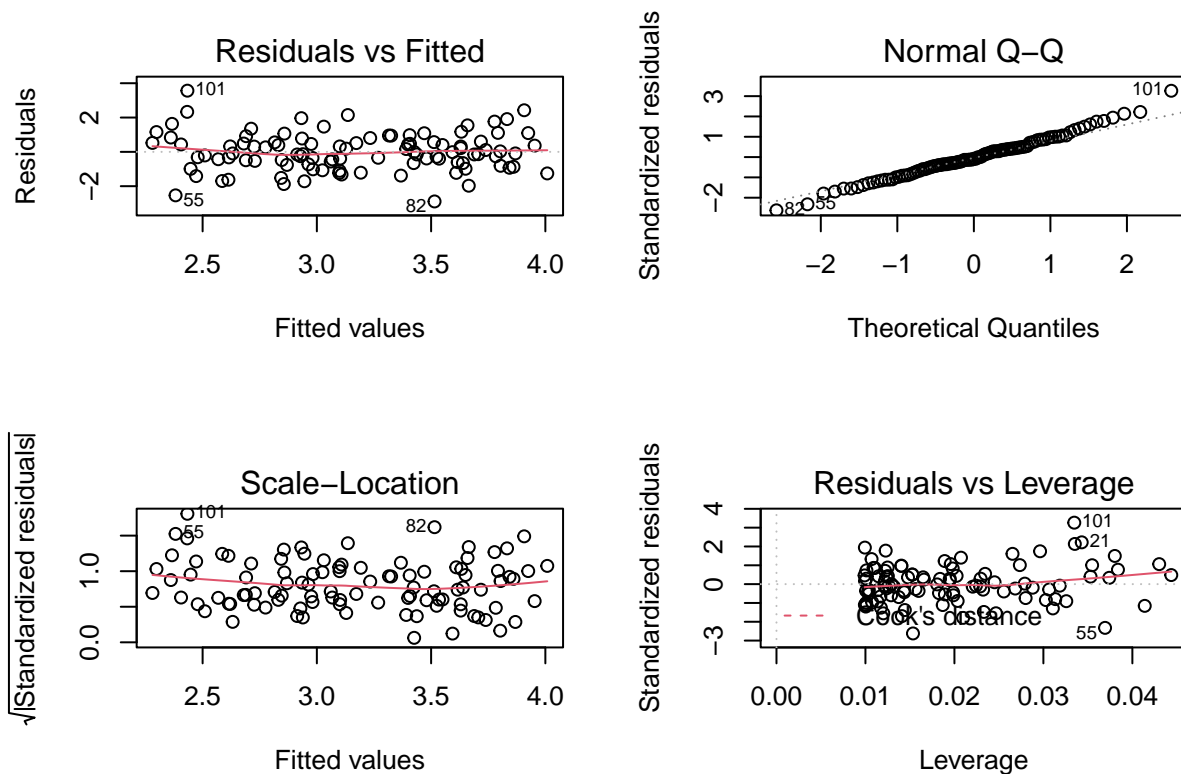 Residuals vs Fitted
Residuals
2
−2
101
55
82
2.5 3.0 3.5 4.0
Fitted values
Normal Q−Q
Standardized residuals
3
1
−2
101
82
55
−2 −1 0 1 2
Theoretical Quantiles
Scale−Location
√|Standardized residuals|
1.0
0.0
101
55
82
2.5 3.0 3.5 4.0
Fitted values
Residuals vs Leverage
Standardized residuals
4
2
0
−3
101
21
55
Cook's distance
0.00 0.01 0.02 0.03 0.04
Leverage